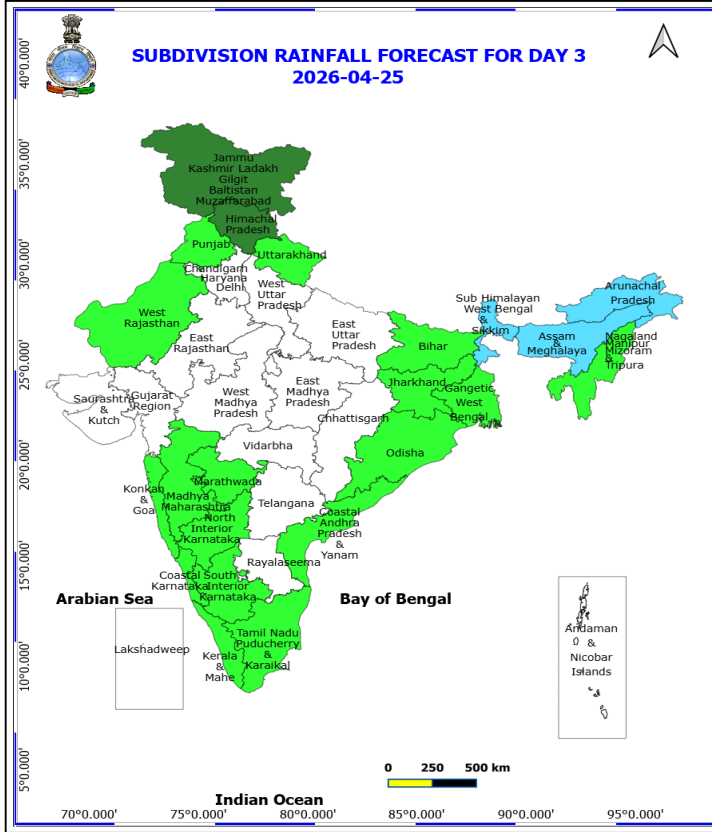 SUBDIVISION RAINFALL FORECAST FOR DAY 3
2026-04-25
40°0.000'
35°0.000'
30°0.000'
25°0.000'
20°0.000'
15°0.000'
10°0.000'
5°0.000'
Jammu
Kashmir Ladakh
Gilgit
Baltistan
Muzaffarabad
Himachal
Pradesh
Punjab
Uttarakhand
Chandigarh
Haryana
Delhi
West
Uttar
Pradesh
West
Rajasthan
East
Rajasthan
East
Uttar
Pradesh
Sub Himalayan
West Bengal
&
Sikkim
Arunachal
Pradesh
Assam
&
Meghalaya
Nagaland
Manipur
Mizoram
&
Tripura
Bihar
Jharkhand
Gangetic
West
Bengal
Saurashtra
&
Kutch
Gujarat
Region
West
Madhya
Pradesh
East
Madhya
Pradesh
Chhattisgarh
Vidarbha
Odisha
Konkan
&
Goa
Madhya
Maharashtra
Marathwada
Telangana
North
Interior
Karnataka
Coastal
Andhra
Pradesh
&
Yanam
Rayalaseema
Coastal
Karnataka
South
Interior
Karnataka
Arabian Sea
Bay of Bengal
Tamil Nadu
Puducherry
&
Karaikal
Kerala
&
Mahe
Lakshadweep
Andaman
&
Nicobar
Islands
0 250 500 km
Indian Ocean
70°0.000' 75°0.000' 80°0.000' 85°0.000' 90°0.000' 95°0.000'